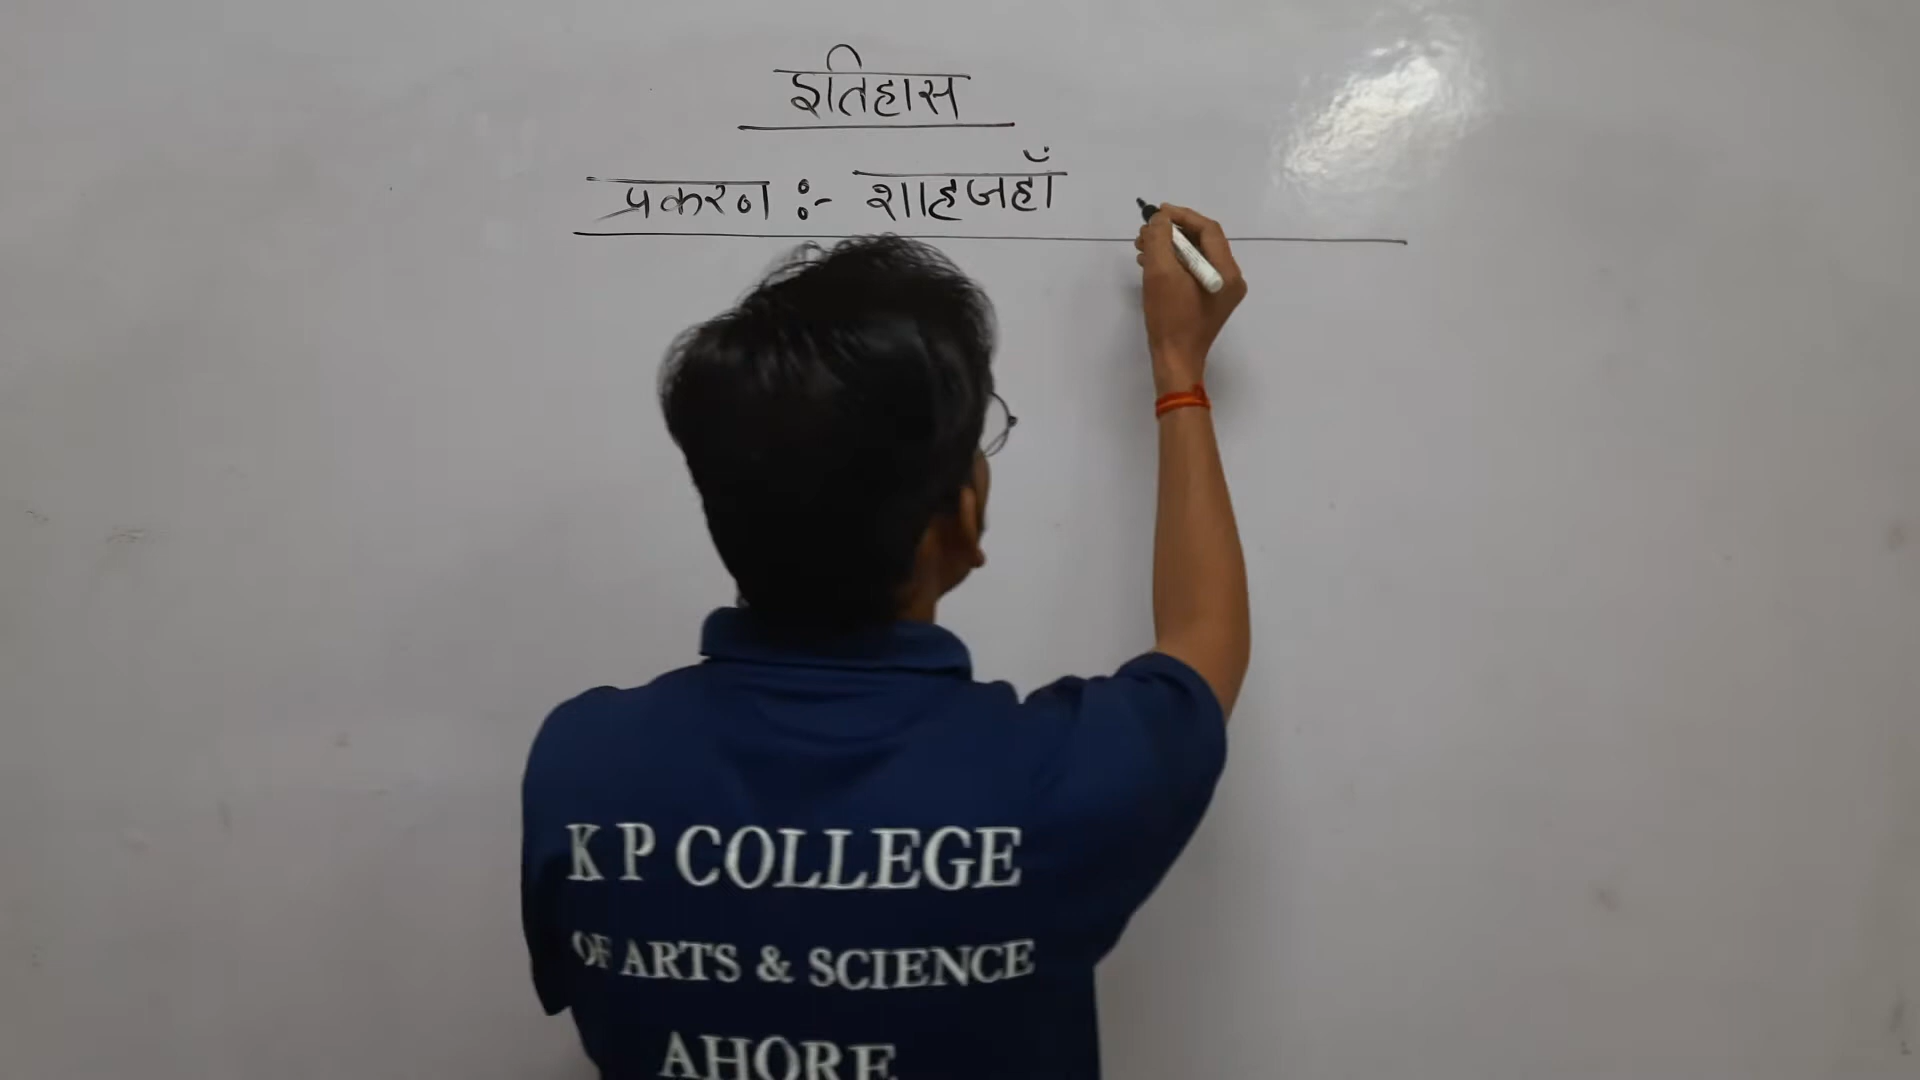 इतिहास
प्रकरण :- शाहजहाँ
K P COLLEGE
OF ARTS & SCIENCE
AHORE